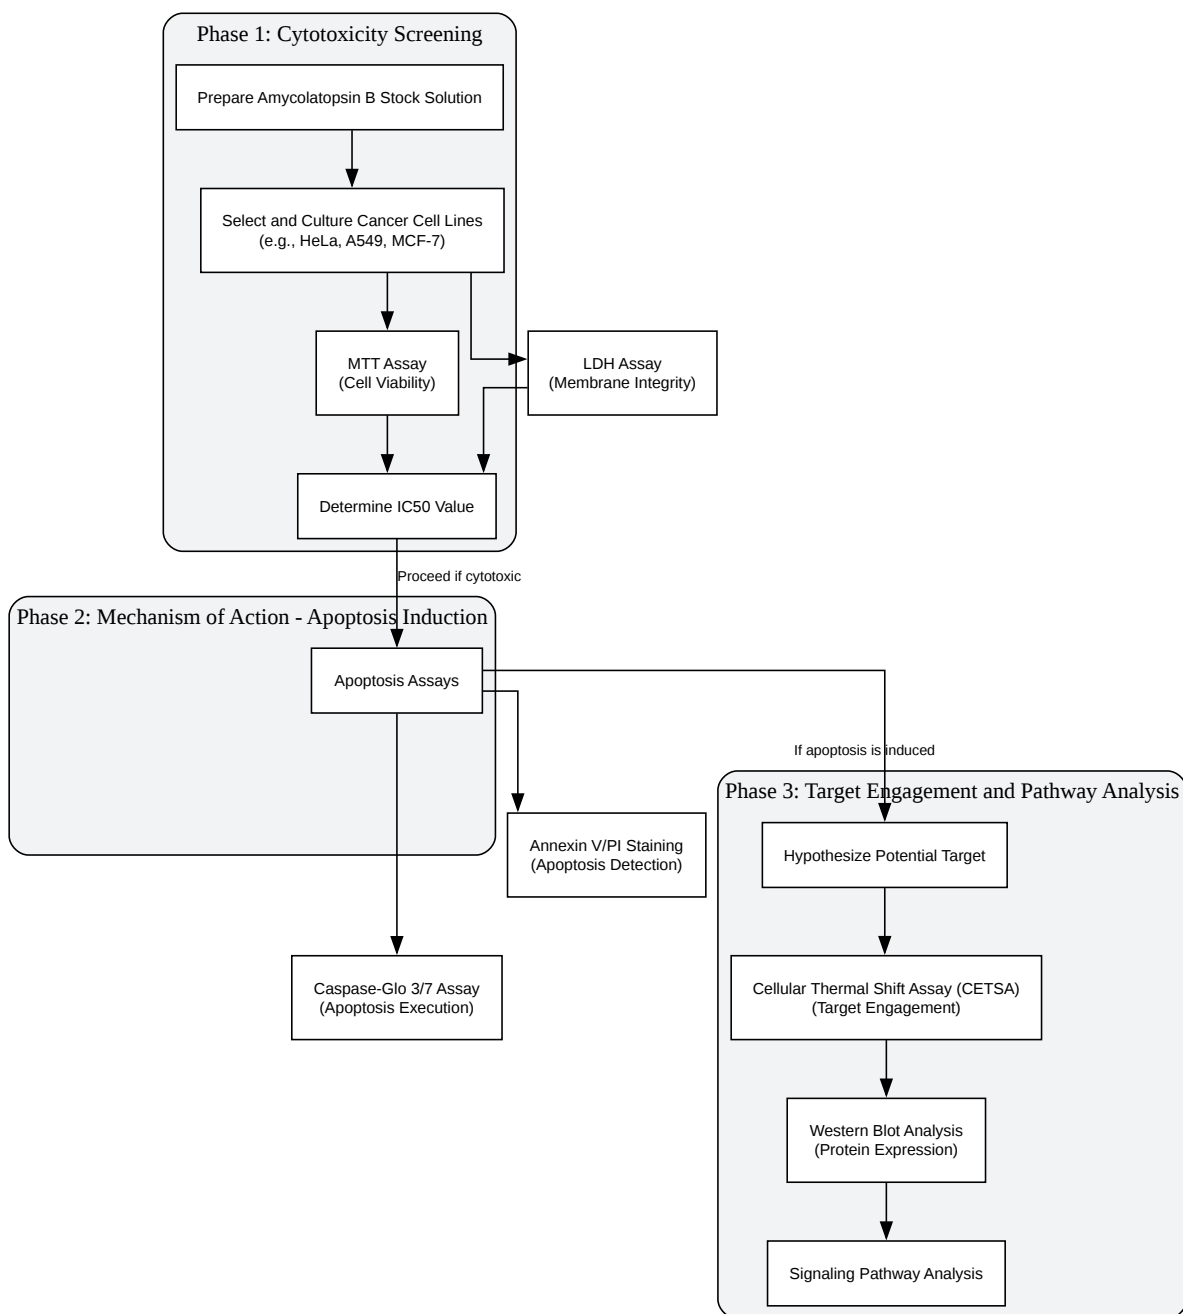 Phase 1: Cytotoxicity Screening
Prepare Amycolatopsin B Stock Solution
Select and Culture Cancer Cell Lines
(e.g., HeLa, A549, MCF-7)
MTT Assay
(Cell Viability)
LDH Assay
(Membrane Integrity)
Determine IC50 Value
Proceed if cytotoxic
Phase 2: Mechanism of Action - Apoptosis Induction
Apoptosis Assays
If apoptosis is induced
Phase 3: Target Engagement and Pathway Analysis
Annexin V/PI Staining
(Apoptosis Detection)
Hypothesize Potential Target
Caspase-Glo 3/7 Assay
(Apoptosis Execution)
Cellular Thermal Shift Assay (CETSA)
(Target Engagement)
Western Blot Analysis
(Protein Expression)
Signaling Pathway Analysis